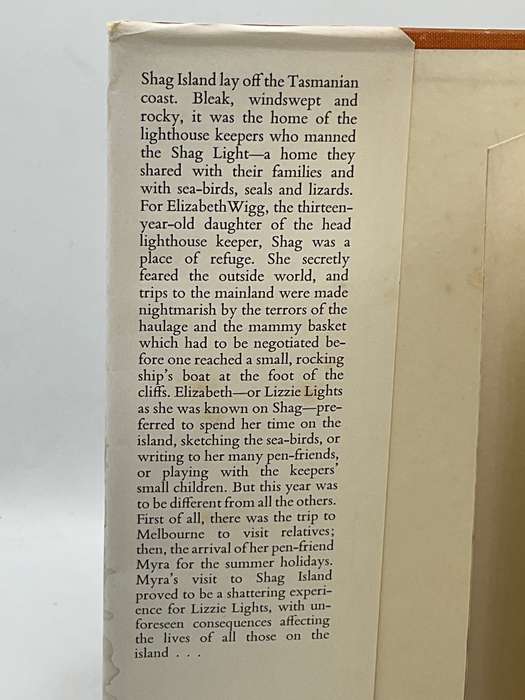 Shag Island lay off the Tasmanian
coast. Bleak, windswept and
rocky, it was the home of the
lighthouse keepers who manned
the Shag Light—a home they
shared with their families and
with sea-birds, seals and lizards.
For Elizabeth Wigg, the thirteen-
year-old daughter of the head
lighthouse keeper, Shag was a
place of refuge. She secretly
feared the outside world, and
trips to the mainland were made
nightmarish by the terrors of the
haulage and the mammy basket
which had to be negotiated be-
fore one reached a small, rocking
ship's boat at the foot of the
cliffs. Elizabeth—or Lizzie Lights
as she was known on Shag—pre-
ferred to spend her time on the
island, sketching the sea-birds, or
writing to her many pen-friends,
or playing with the keepers'
small children. But this year was
to be different from all the others.
First of all, there was the trip to
Melbourne to visit relatives;
then, the arrival of her pen-friend
Myra for the summer holidays.
Myra's visit to Shag Island
proved to be a shattering experi-
ence for Lizzie Lights, with un-
foreseen consequences affecting
the lives of all those on the
island . . .